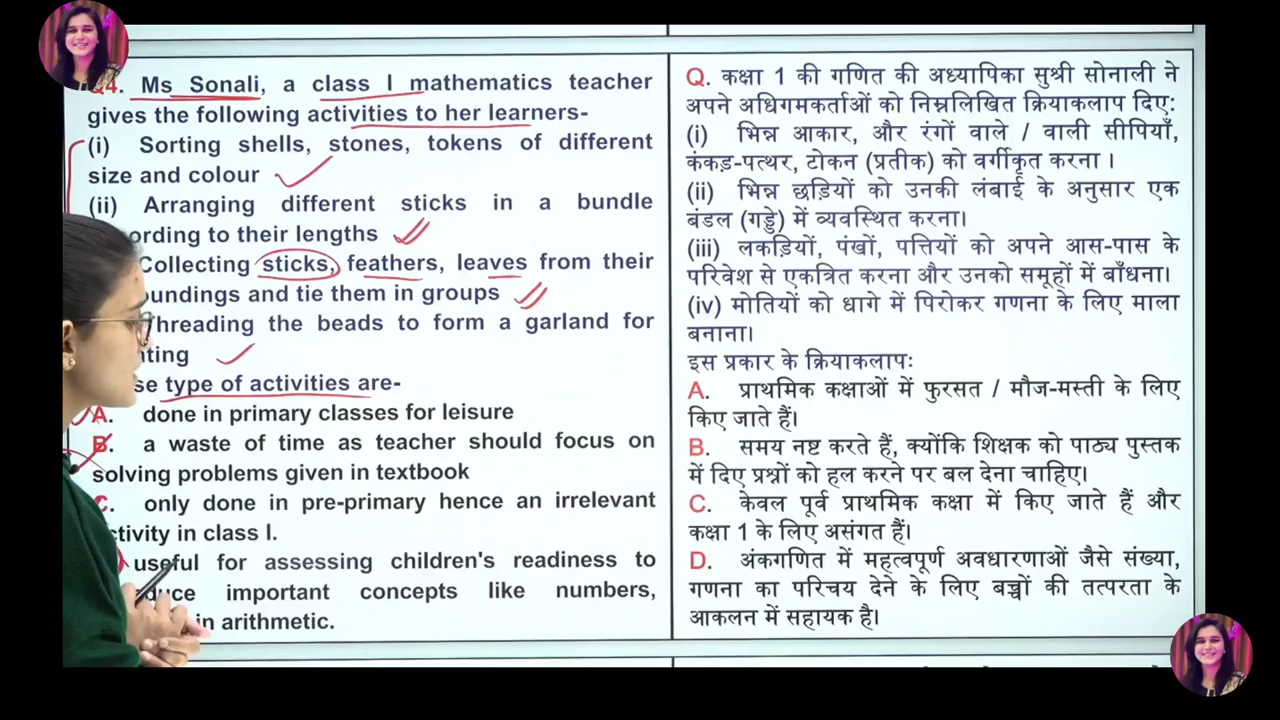 Q4. Ms Sonali, a class I mathematics teacher
gives the following activities to her learners-
(i) Sorting shells, stones, tokens of different
size and colour
(ii) Arranging different sticks in a bundle
ording to their lengths
Collecting sticks, feathers, leaves from their
oundings and tie them in groups
Threading the beads to form a garland for
nting
se type of activities are-
A. done in primary classes for leisure
B. a waste of time as teacher should focus on
solving problems given in textbook
C. only done in pre-primary hence an irrelevant
ctivity in class I.
useful for assessing children's readiness to
duce important concepts like numbers,
in arithmetic.
Q. कक्षा 1 की गणित की अध्यापिका सुश्री सोनाली ने
अपने अधिगमकर्ताओं को निम्नलिखित क्रियाकलाप दिए:
(i) भिन्न आकार, और रंगों वाले / वाली सीपियाँ,
कंकड़-पत्थर, टोकन (प्रतीक) को वर्गीकृत करना ।
(ii) भिन्न छड़ियों को उनकी लंबाई के अनुसार एक
बंडल (गड्डे) में व्यवस्थित करना।
(iii) लकड़ियों, पंखों, पत्तियों को अपने आस-पास के
परिवेश से एकत्रित करना और उनको समूहों में बाँधना।
(iv) मोतियों को धागे में पिरोकर गणना के लिए माला
बनाना।
इस प्रकार के क्रियाकलापः
A. प्राथमिक कक्षाओं में फुरसत / मौज-मस्ती के लिए
किए जाते हैं।
B. समय नष्ट करते हैं, क्योंकि शिक्षक को पाठ्य पुस्तक
में दिए प्रश्नों को हल करने पर बल देना चाहिए।
C. केवल पूर्व प्राथमिक कक्षा में किए जाते हैं और
कक्षा 1 के लिए असंगत हैं।
D. अंकगणित में महत्वपूर्ण अवधारणाओं जैसे संख्या,
गणना का परिचय देने के लिए बच्चों की तत्परता के
आकलन में सहायक है।